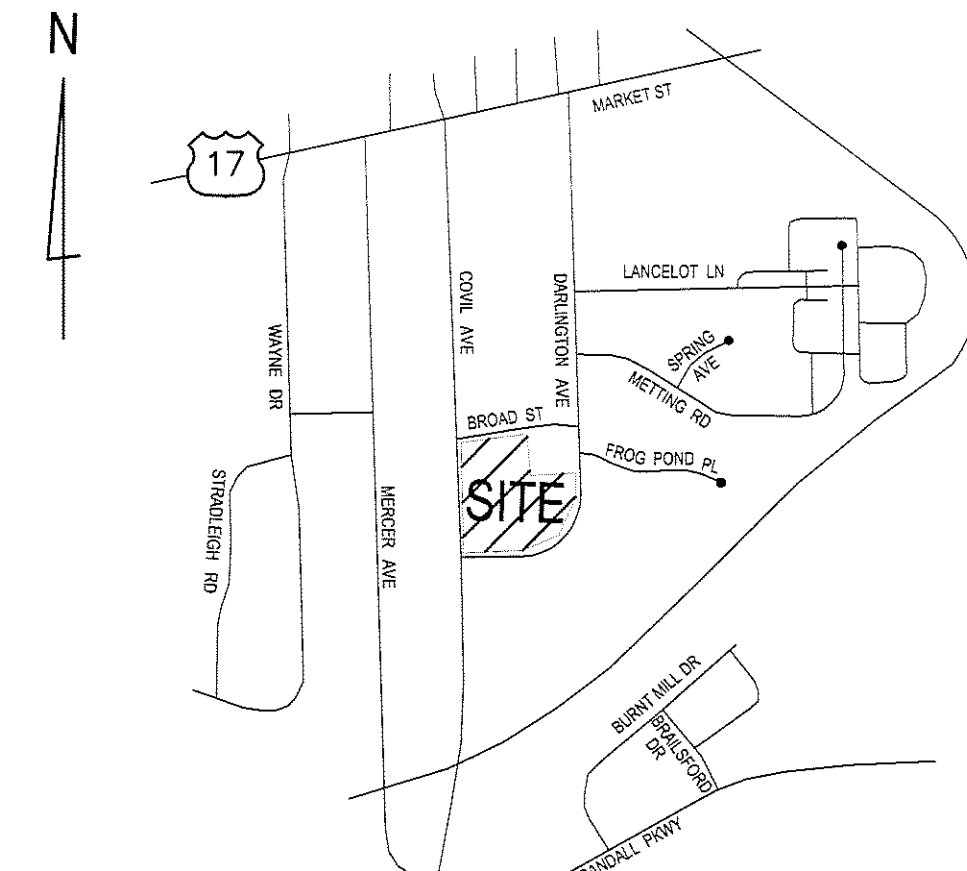 N
MARKET ST
17
LANCELOT LN
COVIL AVE
DARLINGTON AVE
WAYNE DR
SPRING
AVE
METTING RD
BROAD ST
FROG POND PL
STRADLEIGH RD
MERCER AVE
SITE
BURNT MILL DR
BRAILSFORD
DR
RANDALL PKWY